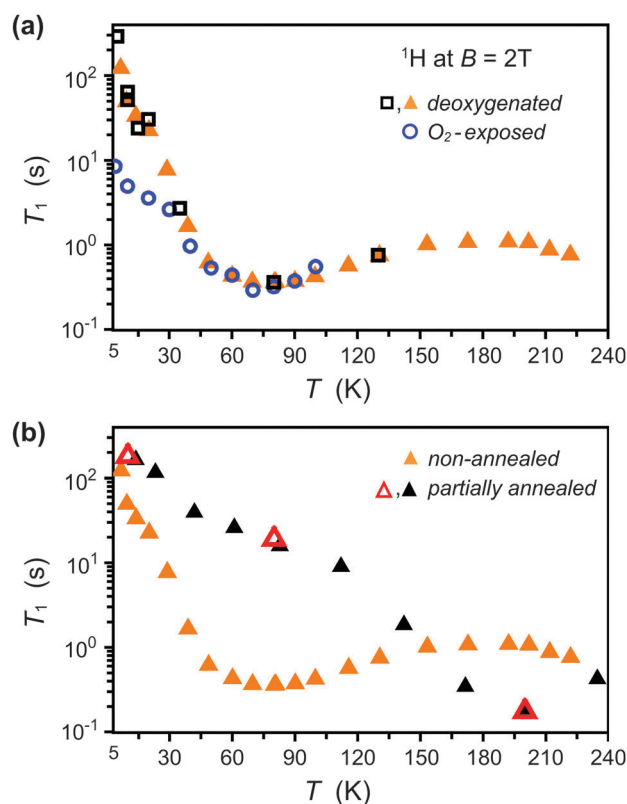 (a)
¹H at B = 2T
, deoxygenated
O₂-exposed
10²
10¹
10⁰
10⁻¹
T₁ (s)
5 30 60 90 120 150 180 210 240
T (K)
(b)
non-annealed
, partially annealed
10²
10¹
10⁰
10⁻¹
T₁ (s)
5 30 60 90 120 150 180 210 240
T (K)